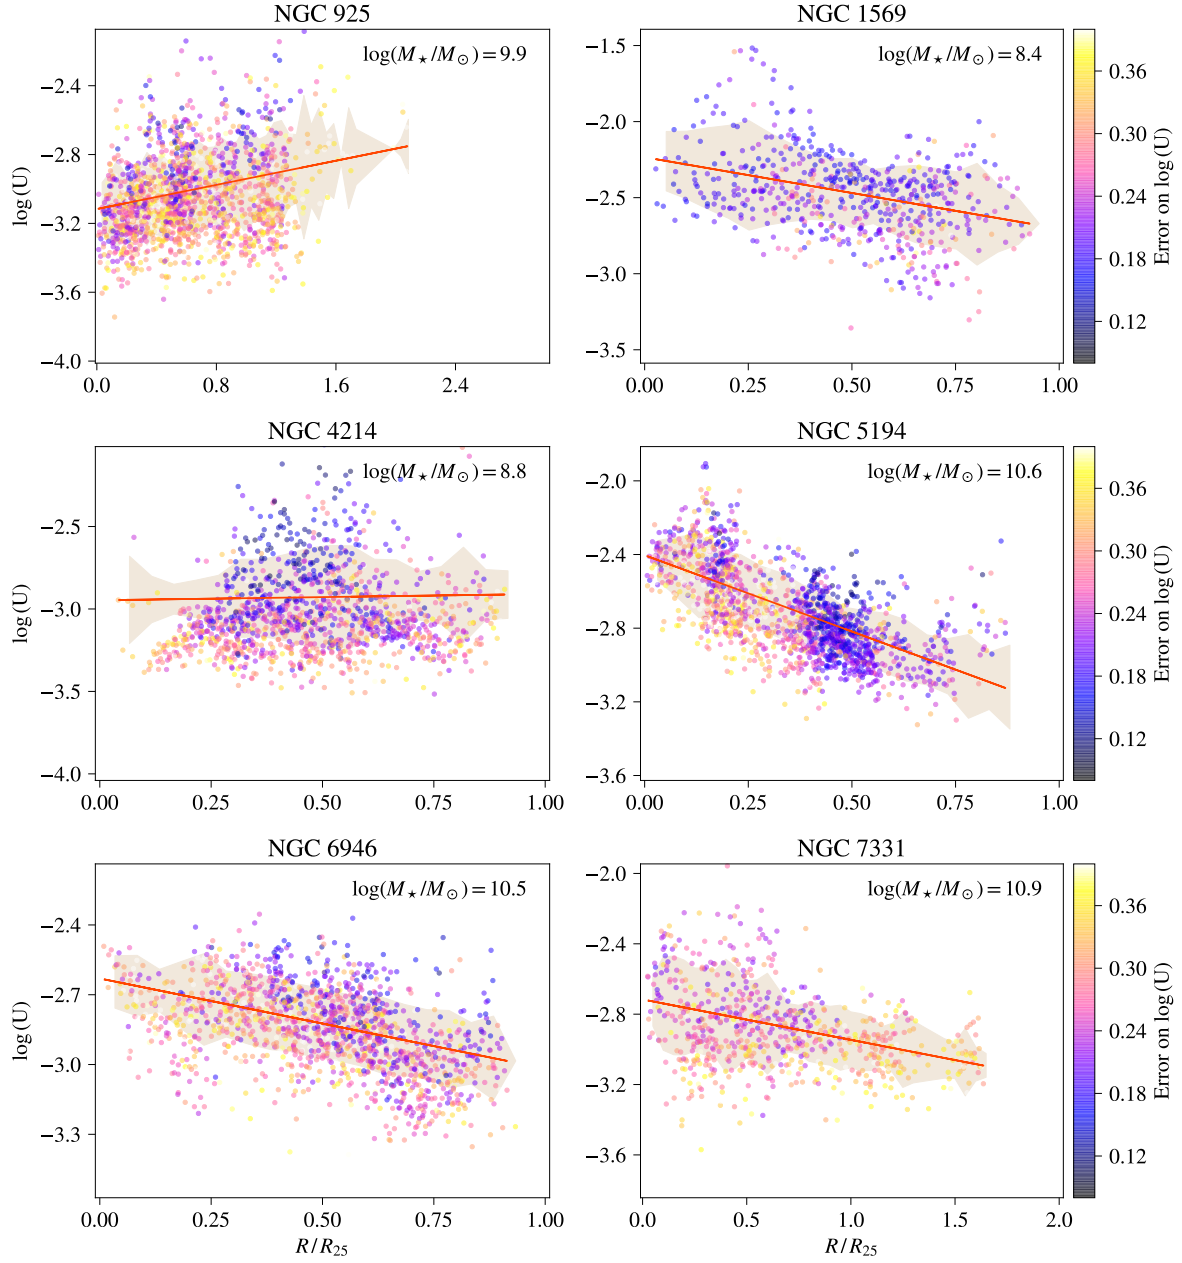 NGC 925
NGC 1569
log(M⋆/M⊙)=9.9
log(M⋆/M⊙)=8.4
−2.4
−2.8
−3.2
−3.6
−4.0
log(U)
0.0 0.8 1.6 2.4
−1.5
−2.0
−2.5
−3.0
−3.5
0.00 0.25 0.50 0.75 1.00
0.36
0.30
0.24
0.18
0.12
Error on log(U)
NGC 4214
NGC 5194
log(M⋆/M⊙)=8.8
log(M⋆/M⊙)=10.6
−2.5
−3.0
−3.5
−4.0
log(U)
0.00 0.25 0.50 0.75 1.00
−2.0
−2.4
−2.8
−3.2
−3.6
0.00 0.25 0.50 0.75 1.00
0.36
0.30
0.24
0.18
0.12
Error on log(U)
NGC 6946
NGC 7331
log(M⋆/M⊙)=10.5
log(M⋆/M⊙)=10.9
−2.4
−2.7
−3.0
−3.3
log(U)
0.00 0.25 0.50 0.75 1.00
R/R25
−2.0
−2.4
−2.8
−3.2
−3.6
0.0 0.5 1.0 1.5 2.0
R/R25
0.36
0.30
0.24
0.18
0.12
Error on log(U)